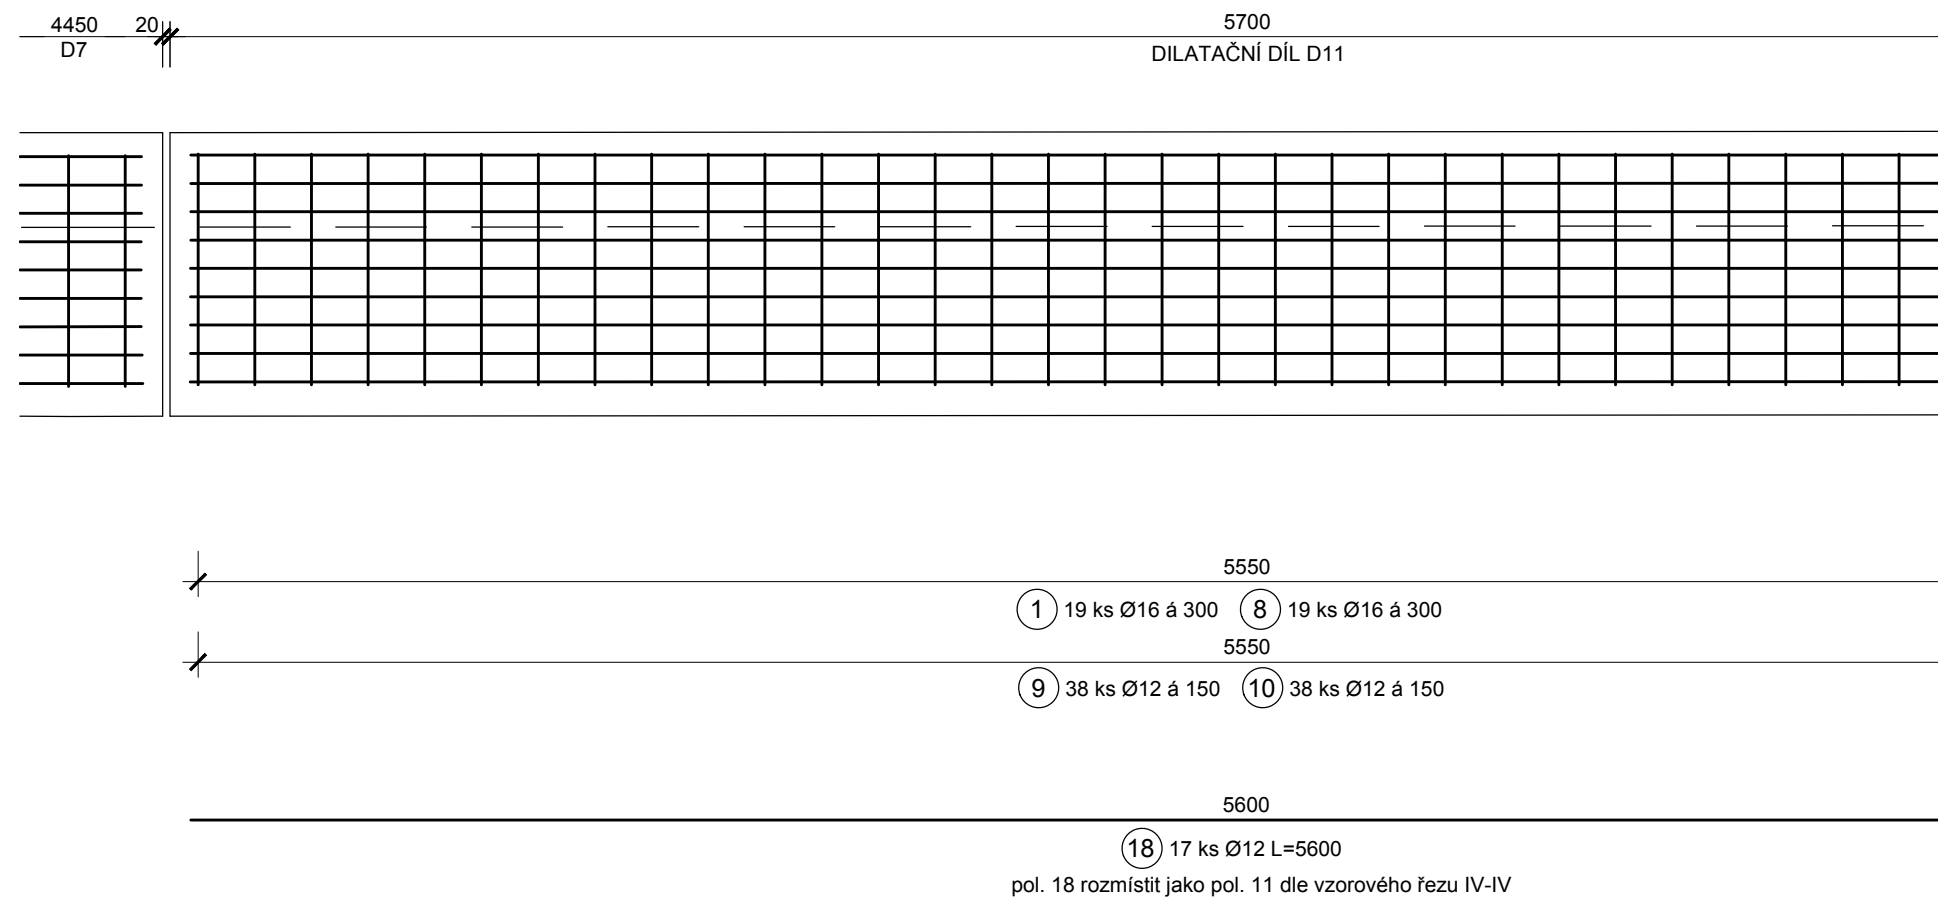 4450 20 5700
D7 DILATAČNÍ DÍL D11
5550
1 19 ks Ø16 á 300 8 19 ks Ø16 á 300
5550
9 38 ks Ø12 á 150 10 38 ks Ø12 á 150
5600
18 17 ks Ø12 L=5600
pol. 18 rozmístit jako pol. 11 dle vzorového řezu IV-IV